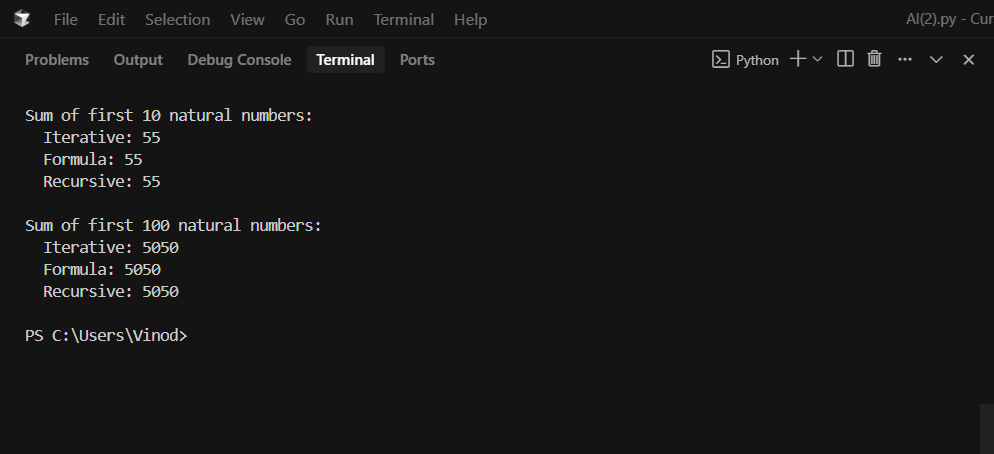 File Edit Selection View Go Run Terminal Help AI(2).py - Cur
Problems Output Debug Console Terminal Ports Python
Sum of first 10 natural numbers:
Iterative: 55
Formula: 55
Recursive: 55
Sum of first 100 natural numbers:
Iterative: 5050
Formula: 5050
Recursive: 5050
PS C:\Users\Vinod>